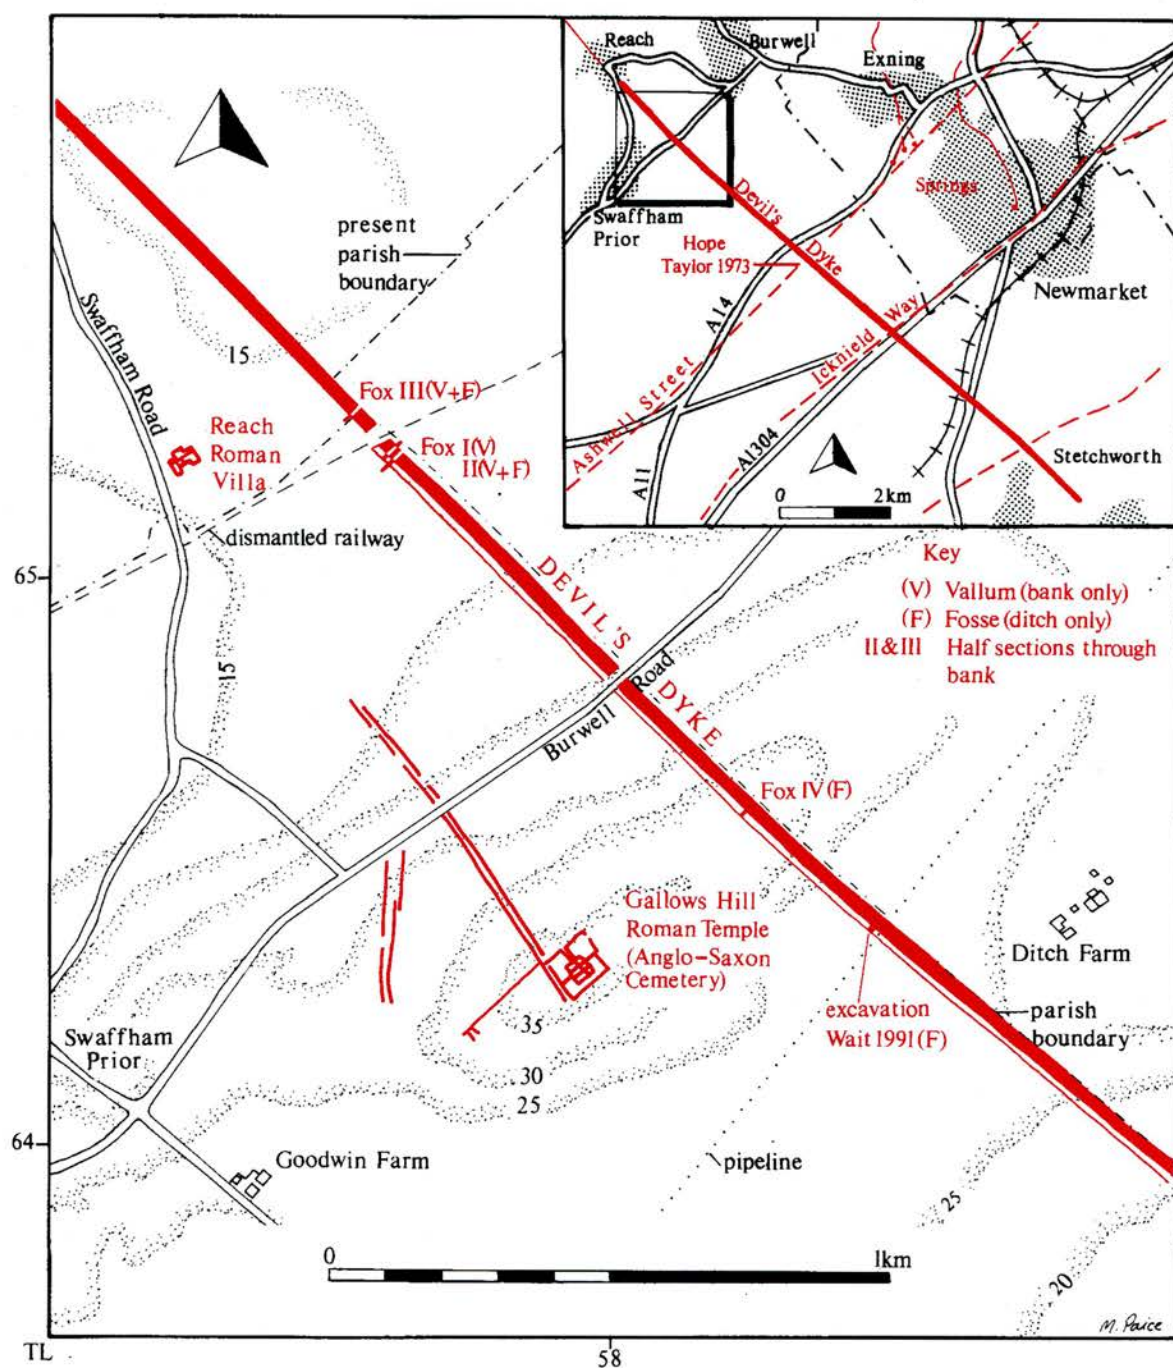 Reach
Burwell
Exning
Springs
Swaffham
Prior
Devil's
Dyke
Hope
Taylor 1973
Newmarket
A14
Icknield Way
Ashwell Street
A11
A1304
Stetchworth
0 2km
present
parish
boundary
15
Swaffham Road
Fox III (V+F)
Reach
Roman
Villa
Fox I(V)
II(V+F)
dismantled railway
Key
(V) Vallum (bank only)
(F) Fosse (ditch only)
II & III Half sections through
bank
65
DEVIL'S
DYKE
15
Burwell Road
Fox IV (F)
Gallows Hill
Roman Temple
(Anglo-Saxon
Cemetery)
Ditch Farm
excavation
Wait 1991 (F)
parish
boundary
35
30
25
Swaffham
Prior
64
Goodwin Farm
pipeline
25
20
0 1km
M. Paice
TL
58